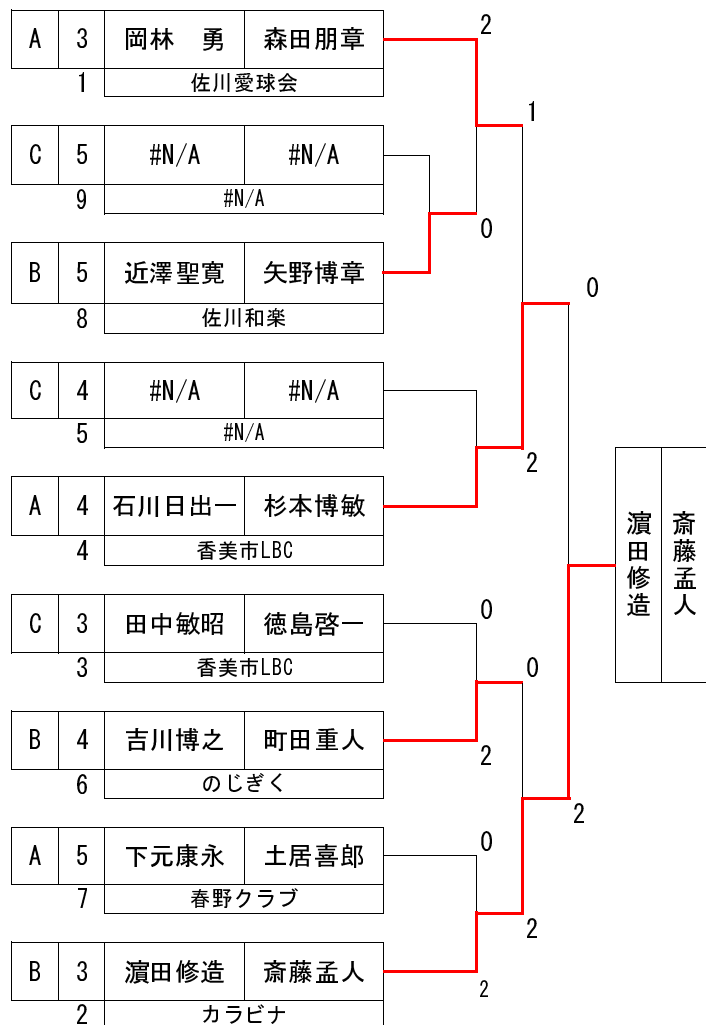 A 3 岡林 勇 森田朋章 2
1 佐川愛球会
1
C 5 #N/A #N/A
9 #N/A
0
B 5 近澤聖寛 矢野博章
8 佐川和楽
0
C 4 #N/A #N/A
5 #N/A
2
A 4 石川日出一 杉本博敏
4 香美市LBC
濵田修造 斎藤孟人
C 3 田中敏昭 徳島啓一 0
3 香美市LBC 0
B 4 吉川博之 町田重人 2
6 のじぎく
2
A 5 下元康永 土居喜郎 0
7 春野クラブ
2
B 3 濵田修造 斎藤孟人 2
2 カラビナ